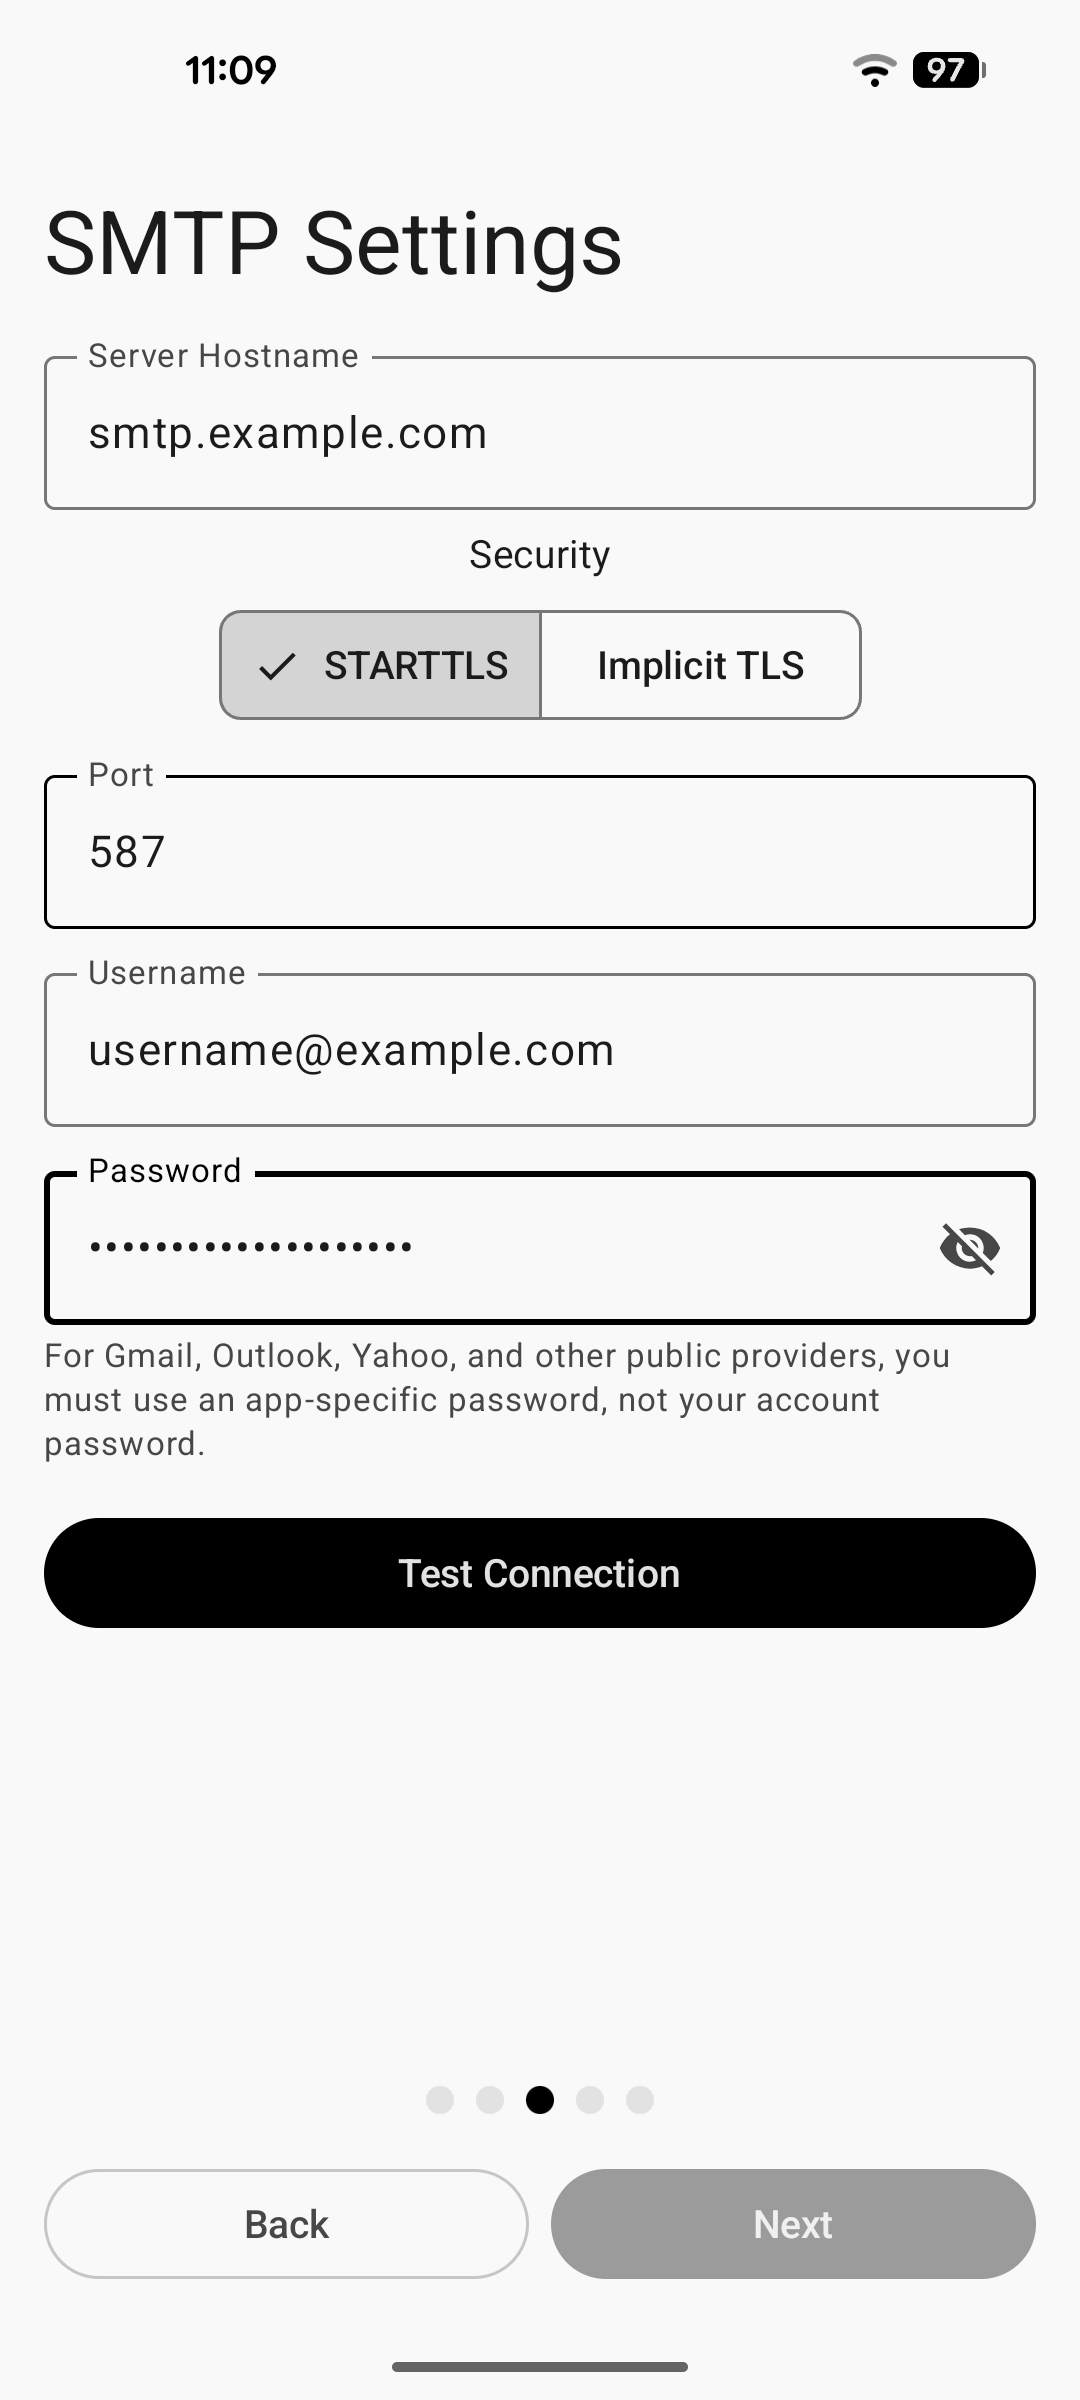 11:09
97
SMTP Settings
Server Hostname
smtp.example.com
Security
STARTTLS
Implicit TLS
Port
587
Username
username@example.com
Password
••••••••••••••••••••
For Gmail, Outlook, Yahoo, and other public providers, you
must use an app-specific password, not your account
password.
Test Connection
Back
Next